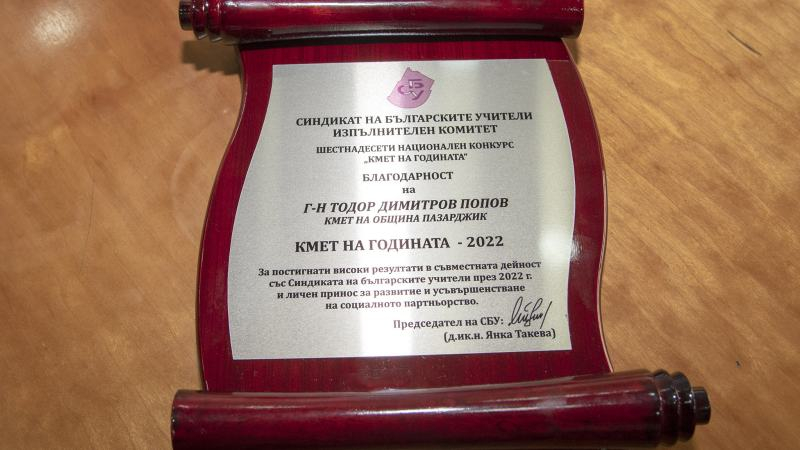 СБУ
СИНДИКАТ НА БЪЛГАРСКИТЕ УЧИТЕЛИ
ИЗПЪЛНИТЕЛЕН КОМИТЕТ
ШЕСТНАДЕСЕТИ НАЦИОНАЛЕН КОНКУРС
„КМЕТ НА ГОДИНАТА"
БЛАГОДАРНОСТ
на
Г-Н ТОДОР ДИМИТРОВ ПОПОВ
КМЕТ НА ОБЩИНА ПАЗАРДЖИК
КМЕТ НА ГОДИНАТА - 2022
За постигнати високи резултати в съвместната дейност
със Синдиката на българските учители през 2022 г.
и личен принос за развитие и усъвършенстване
на социалното партньорство.
Председател на СБУ:
(д.ик.н. Янка Такева)